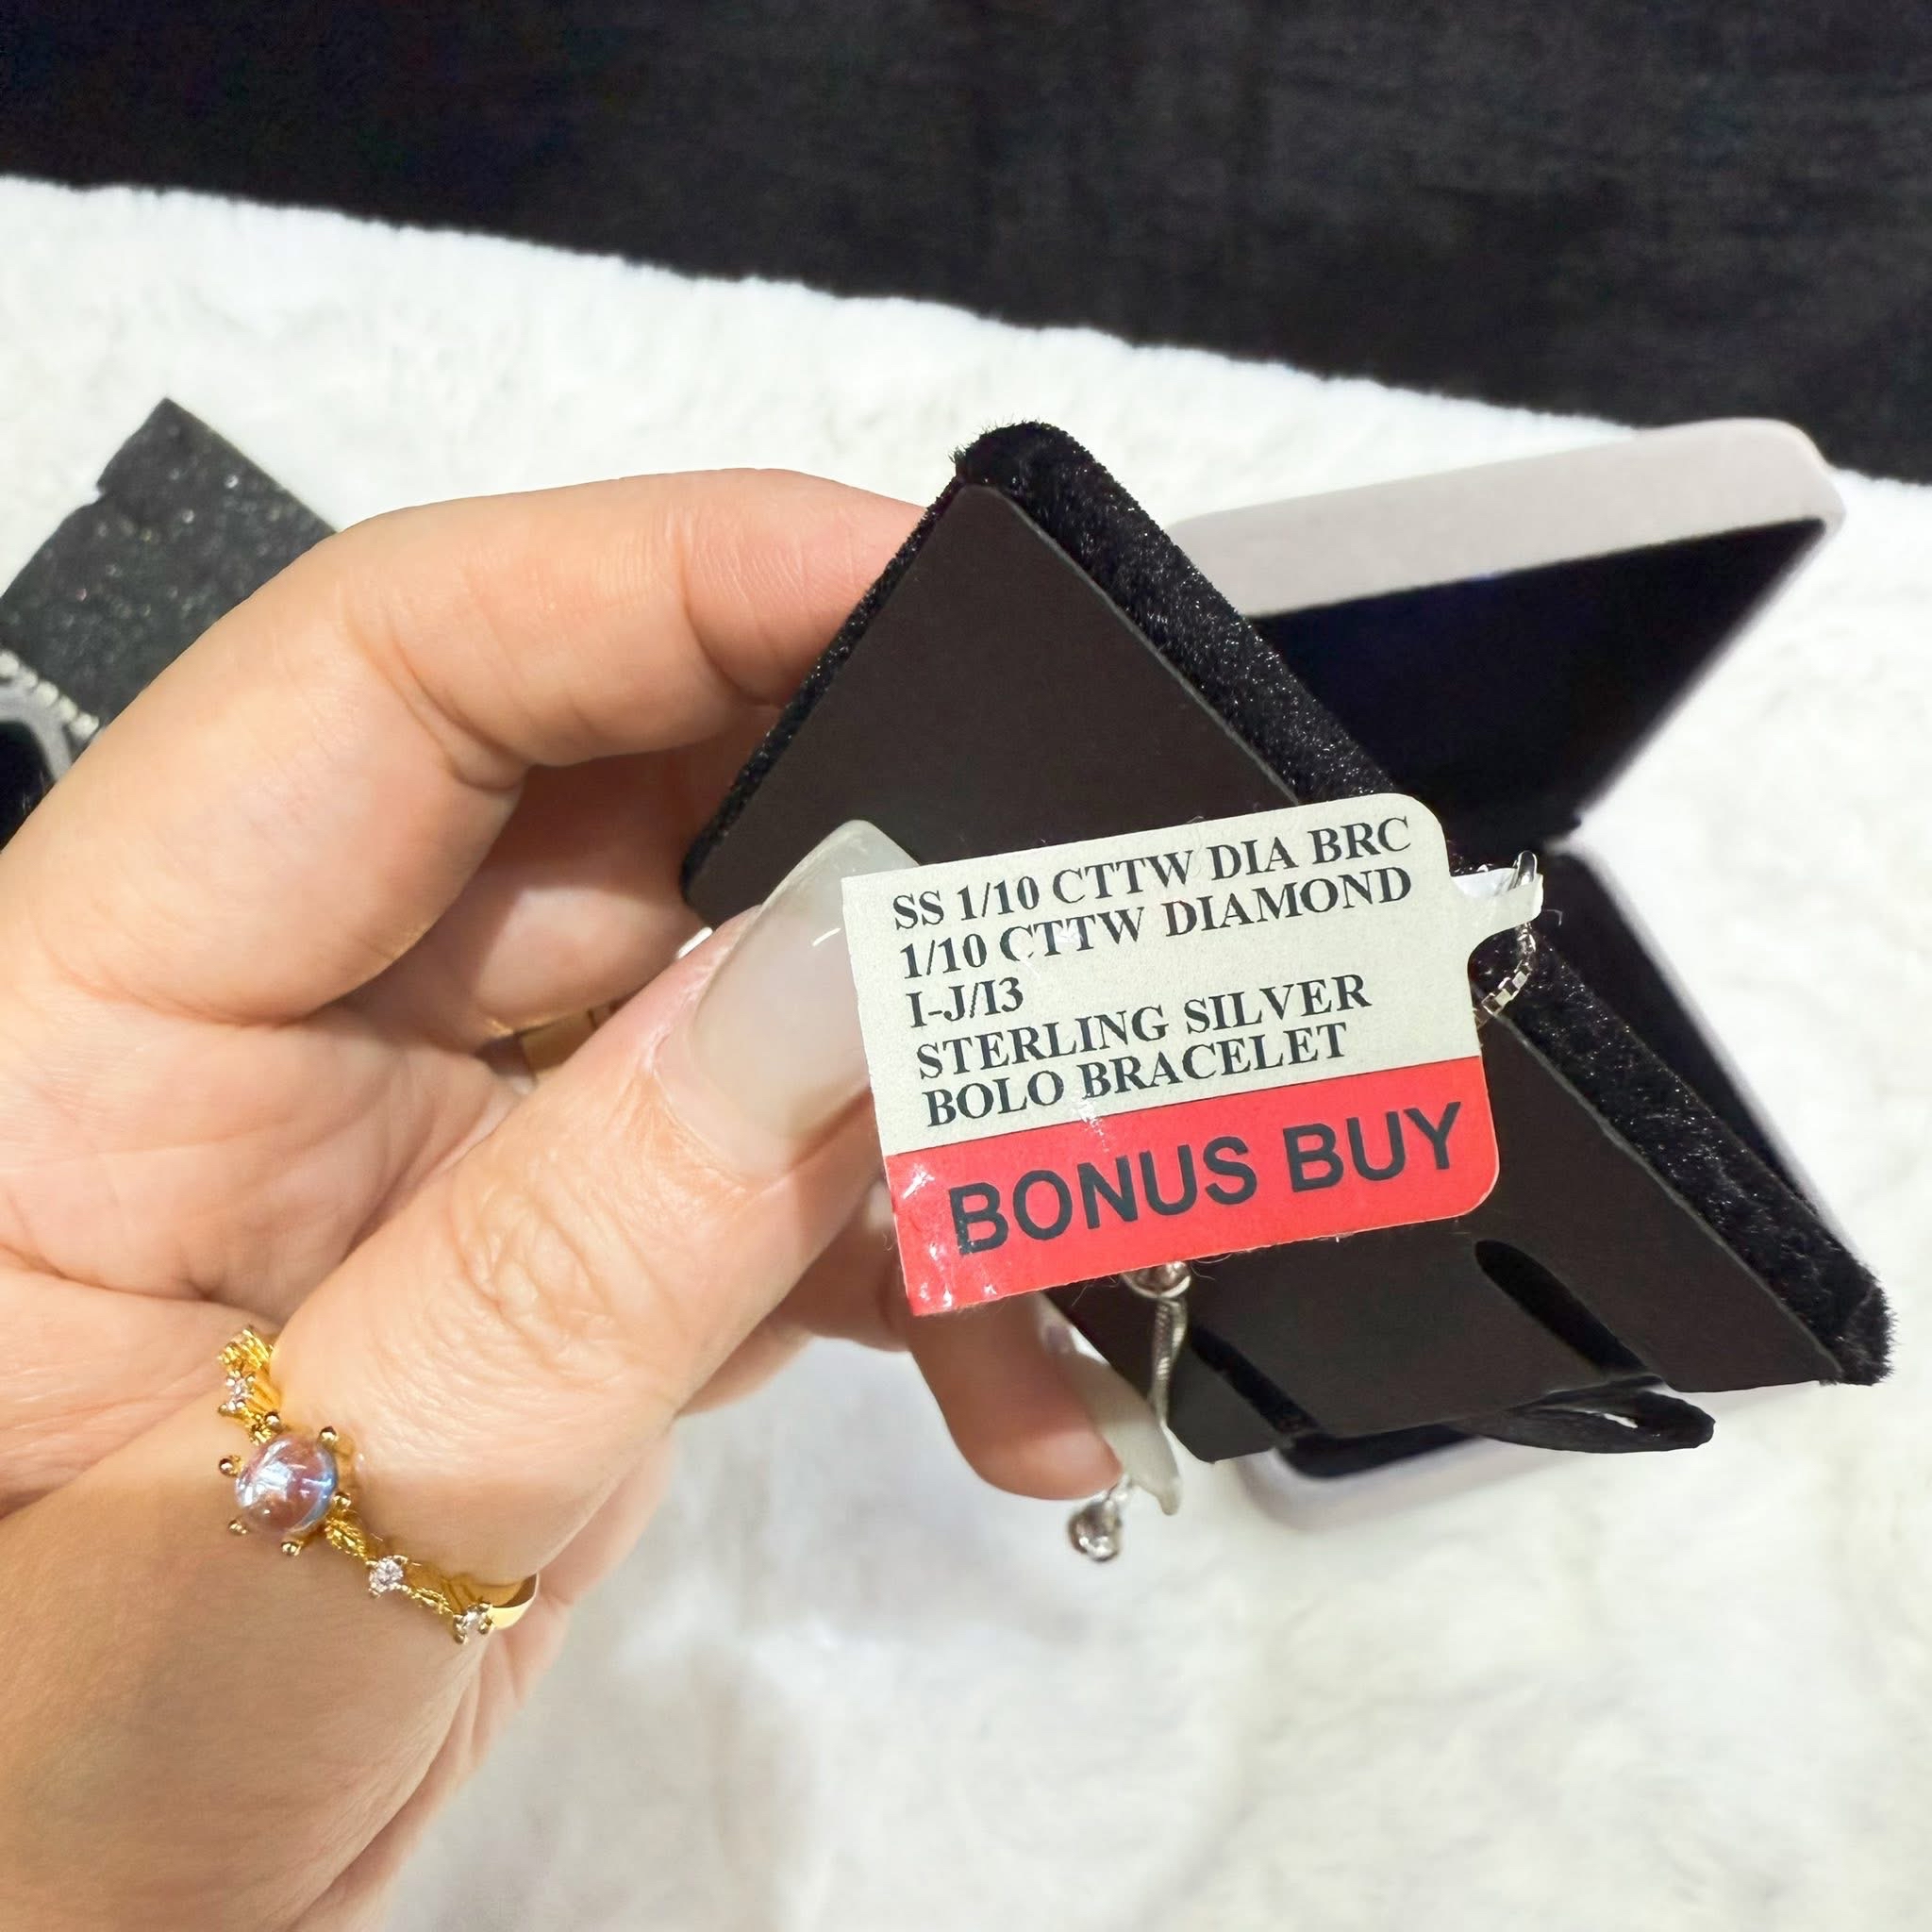 SS 1/10 CTTW DIA BRC
1/10 CTTW DIAMOND
I-J/I3
STERLING SILVER
BOLO BRACELET
BONUS BUY